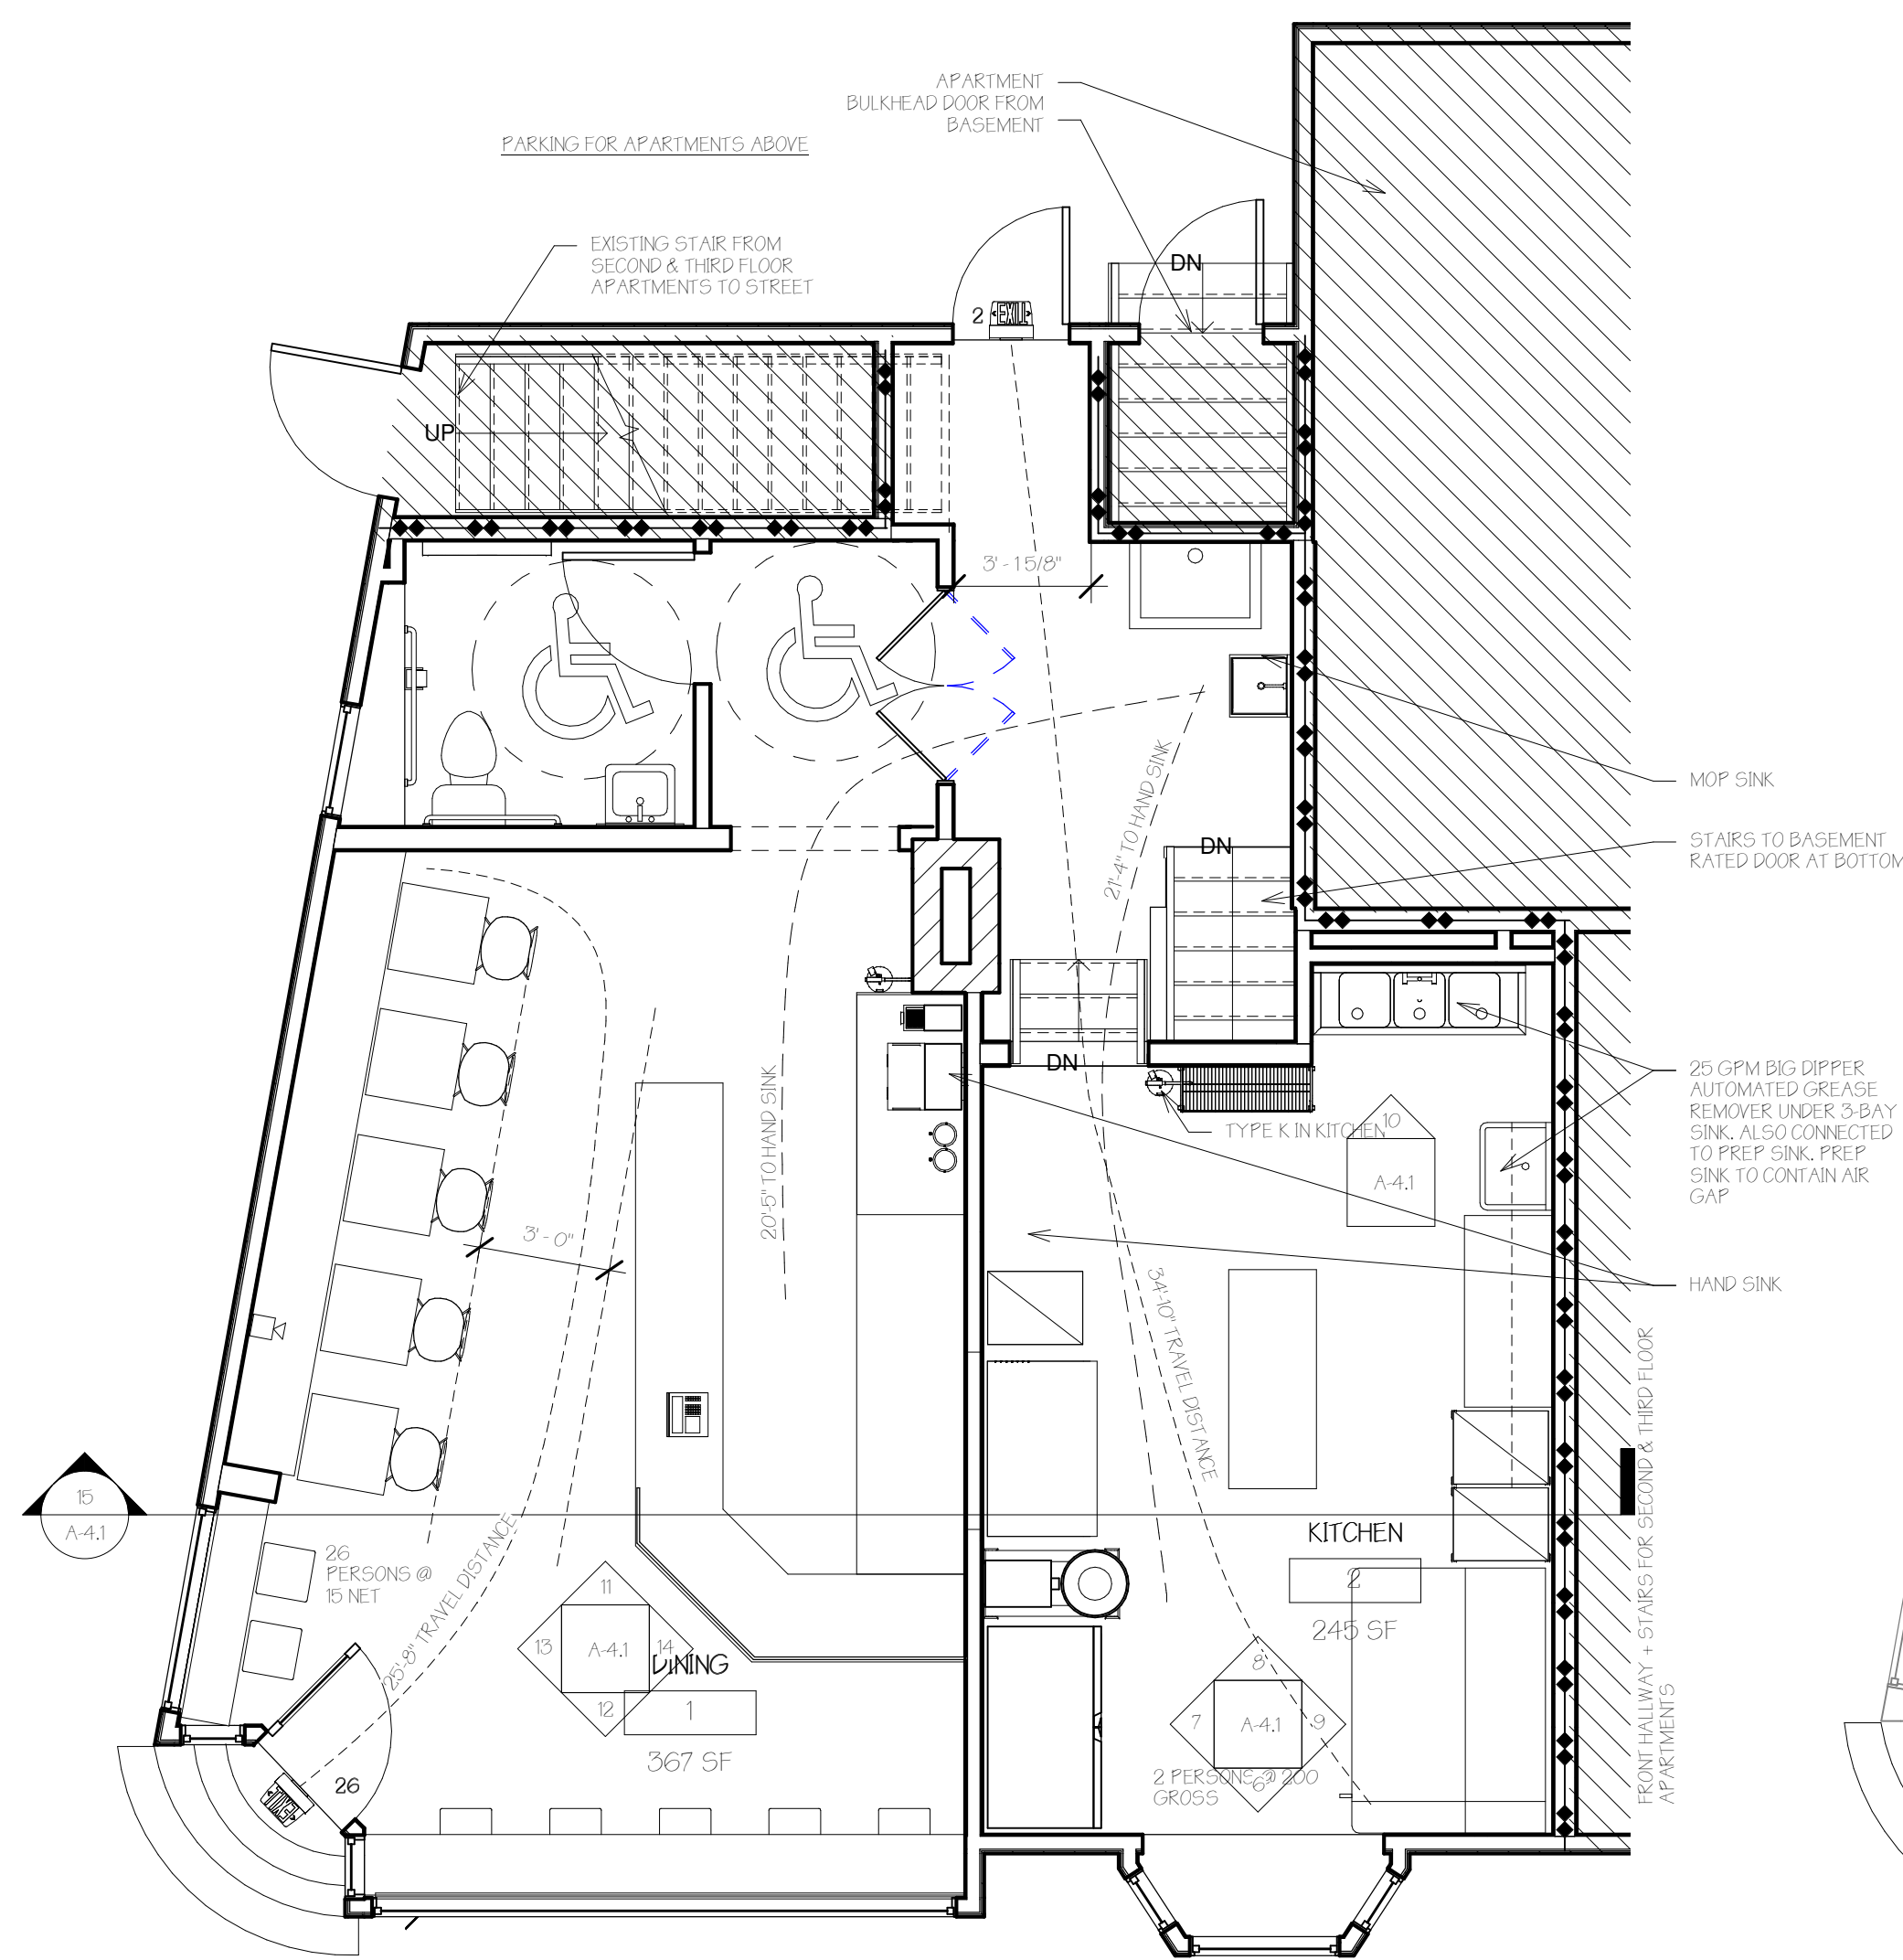 APARTMENT
BULKHEAD DOOR FROM
BASEMENT
PARKING FOR APARTMENTS ABOVE
EXISTING STAIR FROM
SECOND & THIRD FLOOR
APARTMENTS TO STREET
DN
2
EXIT
UP
3' - 1 5/8"
MOP SINK
21'-4" TO HAND SINK
DN
STAIRS TO BASEMENT
RATED DOOR AT BOTTOM
DN
25 GPM BIG DIPPER
AUTOMATED GREASE
REMOVER UNDER 3-BAY
SINK. ALSO CONNECTED
TO PREP SINK. PREP
SINK TO CONTAIN AIR
GAP
TYPE K IN KITCHEN
10
A-4.1
20'-5" TO HAND SINK
3' - 0"
HAND SINK
34'-10" TRAVEL DISTANCE
FRONT HALLWAY + STAIRS FOR SECOND & THIRD FLOOR
APARTMENTS
15
A-4.1
26
PERSONS @
15 NET
25'-8" TRAVEL DISTANCE
KITCHEN
2
245 SF
11
13
A-4.1
14
12
DINING
1
367 SF
8
7
A-4.1
9
6
2 PERSONS @ 200
GROSS
26
EXIT